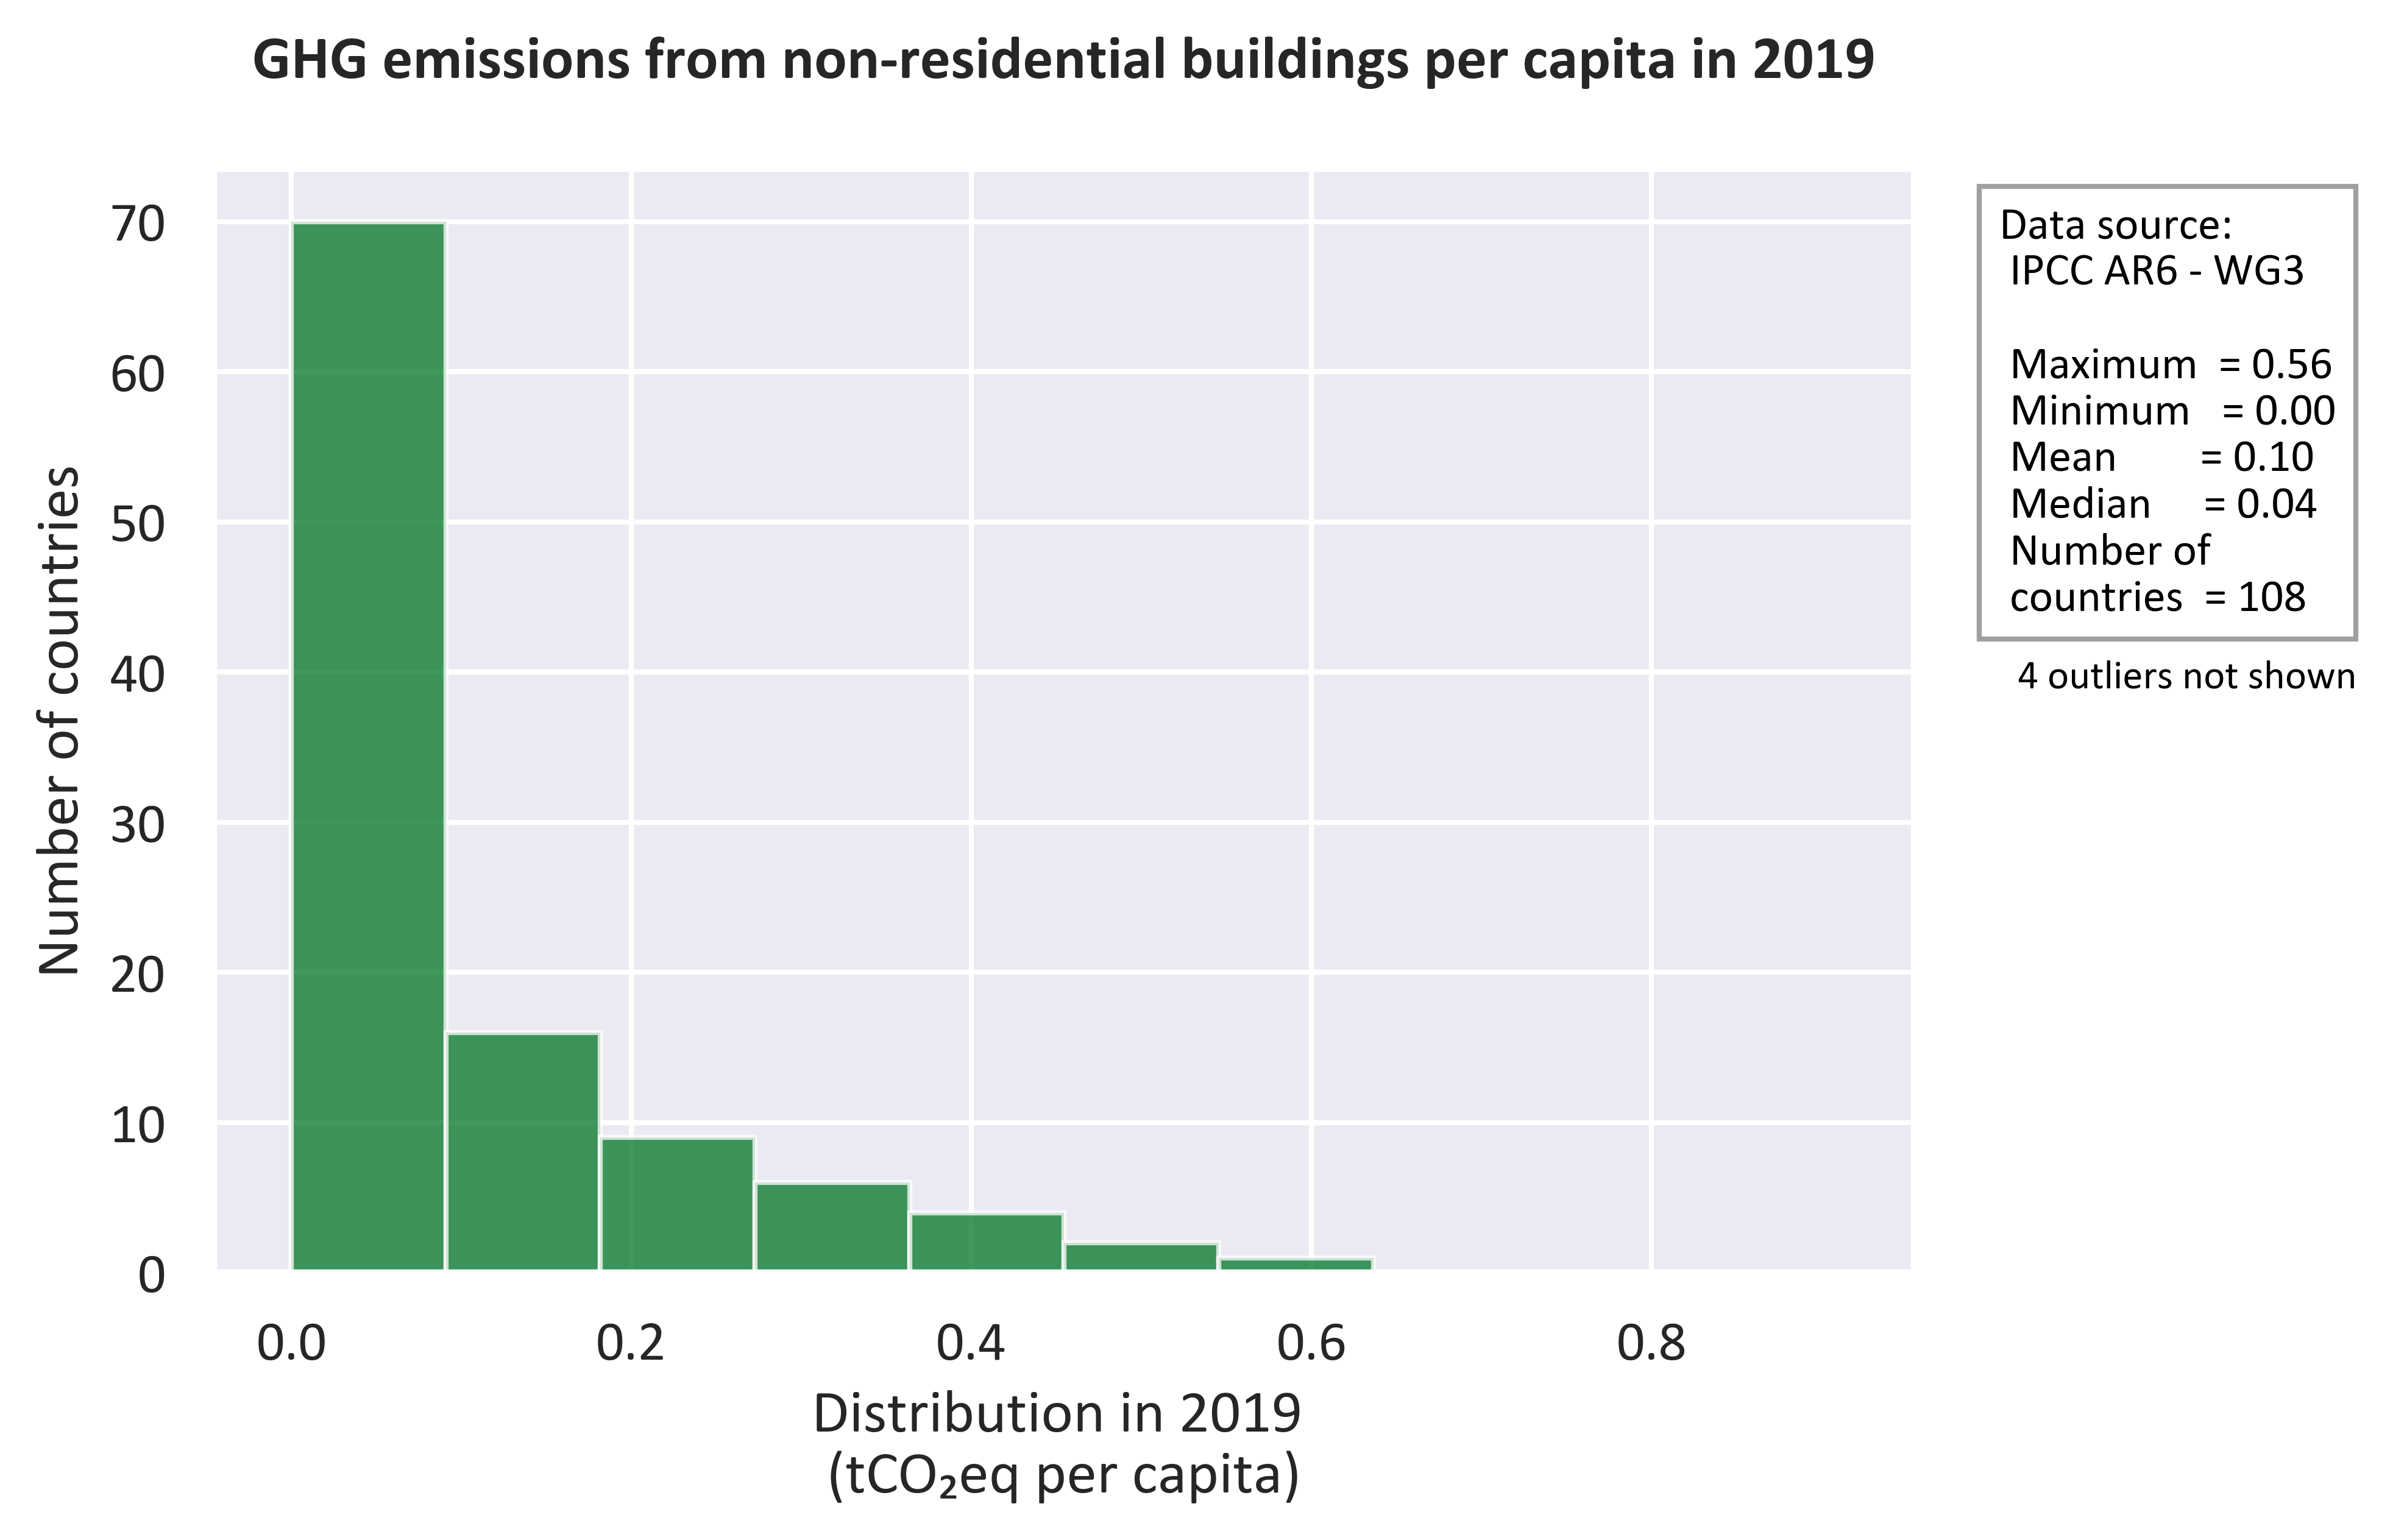 GHG emissions from non-residential buildings per capita in 2019
Number of countries
70
60
50
40
30
20
10
0
0.0 0.2 0.4 0.6 0.8
Distribution in 2019
(tCO₂eq per capita)
Data source:
IPCC AR6 - WG3
Maximum = 0.56
Minimum = 0.00
Mean = 0.10
Median = 0.04
Number of
countries = 108
4 outliers not shown